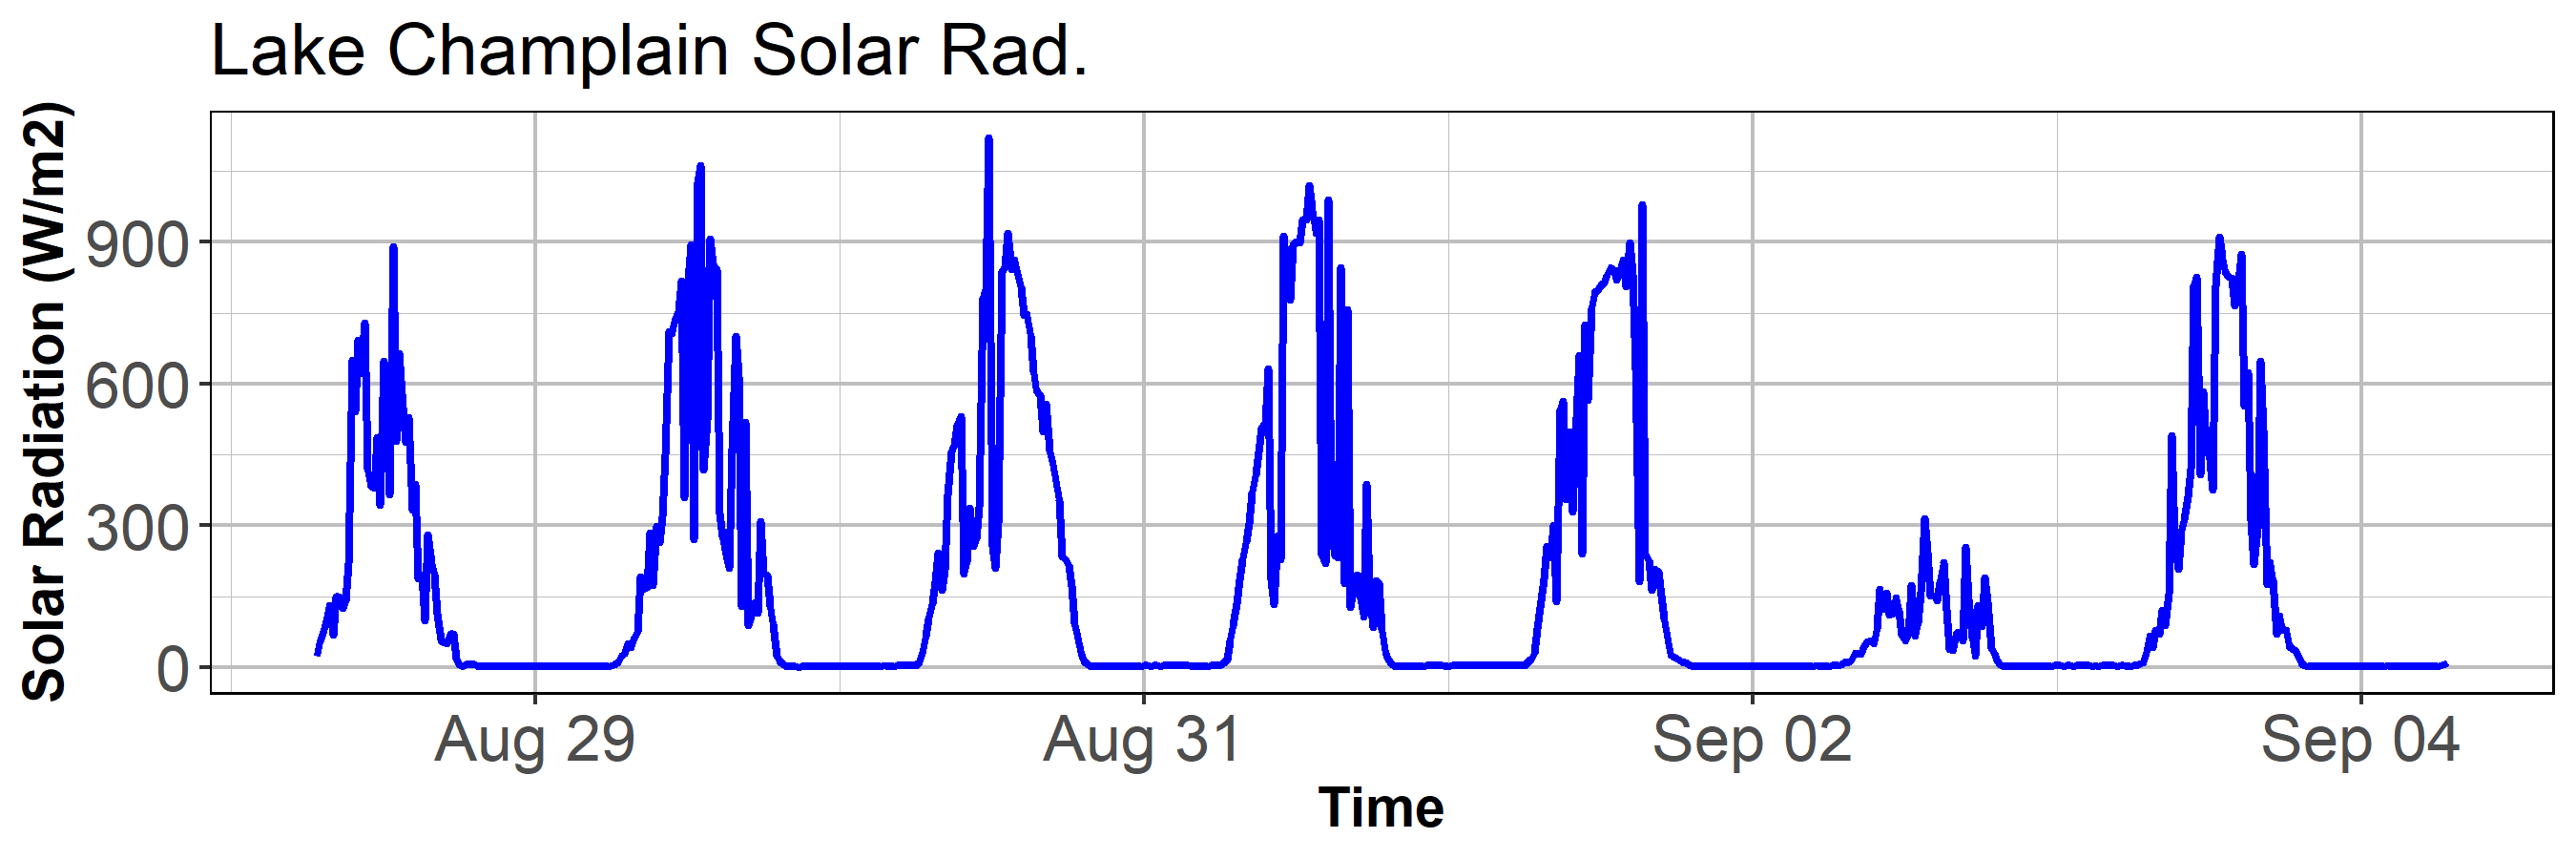 Lake Champlain Solar Rad.
Solar Radiation (W/m2)
900
600
300
0
Aug 29
Aug 31
Sep 02
Sep 04
Time